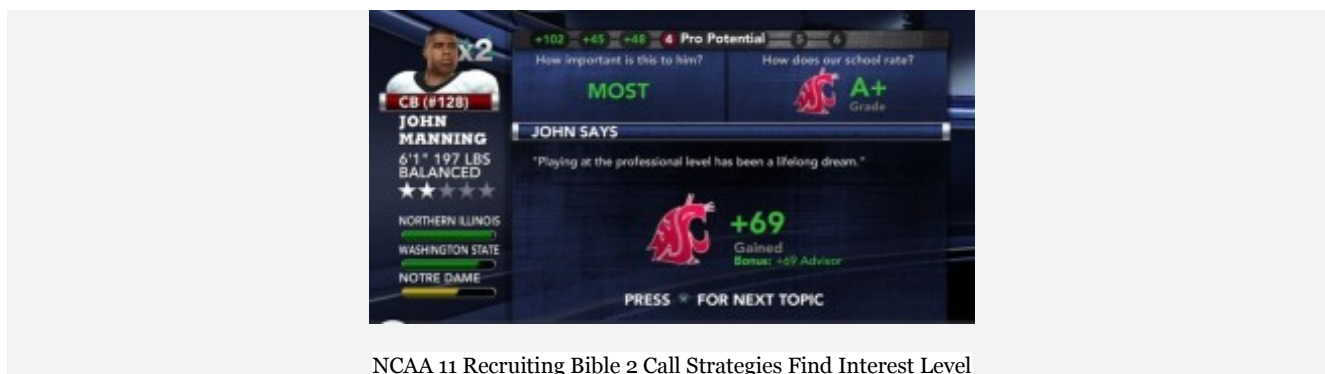 +102 +45 +48 4 Pro Potential 5 6
x2
How important is this to him? How does our school rate?
MOST A+
Grade
CB (#128)
JOHN
MANNING
6'1" 197 LBS
BALANCED
JOHN SAYS
"Playing at the professional level has been a lifelong dream."
NORTHERN ILLINOIS
WASHINGTON STATE
NOTRE DAME
+69
Gained
Bonus: +69 Advisor
PRESS FOR NEXT TOPIC
NCAA 11 Recruiting Bible 2 Call Strategies Find Interest Level